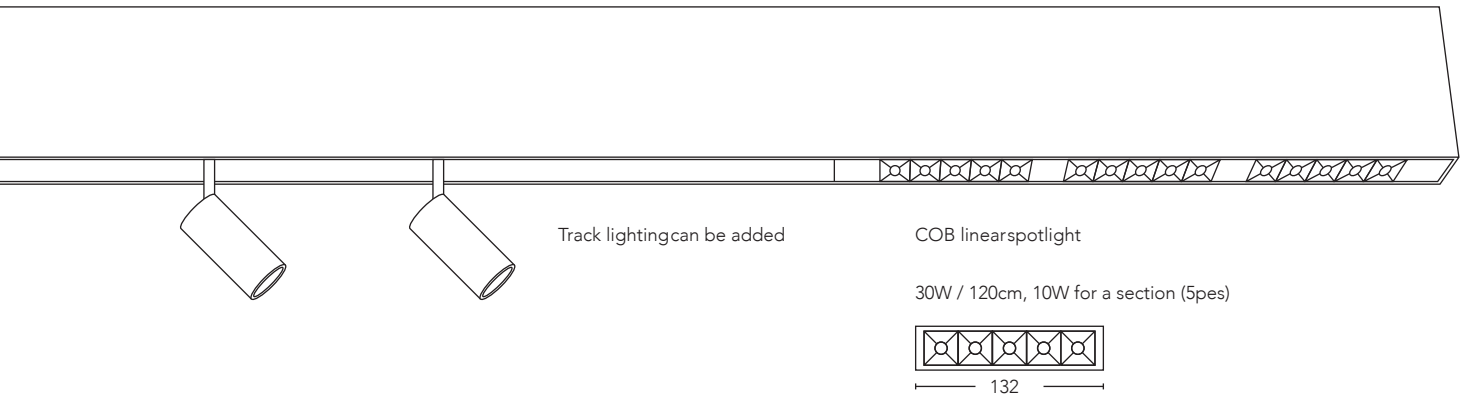 Track lightingcan be added
COB linearspotlight
30W / 120cm, 10W for a section (5pes)
132